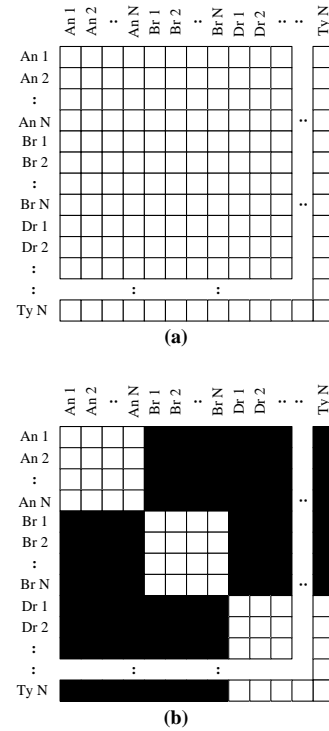 An 1 An 2 : An N Br 1 Br 2 : Br N Dr 1 Dr 2 : : Ty N
An 1
An 2
:
An N ..
Br 1
Br 2
:
Br N ..
Dr 1
Dr 2
:
: : :
Ty N
(a)
An 1 An 2 : An N Br 1 Br 2 : Br N Dr 1 Dr 2 : : Ty N
An 1
An 2
:
An N ..
Br 1
Br 2
:
Br N ..
Dr 1
Dr 2
:
: : :
Ty N
(b)